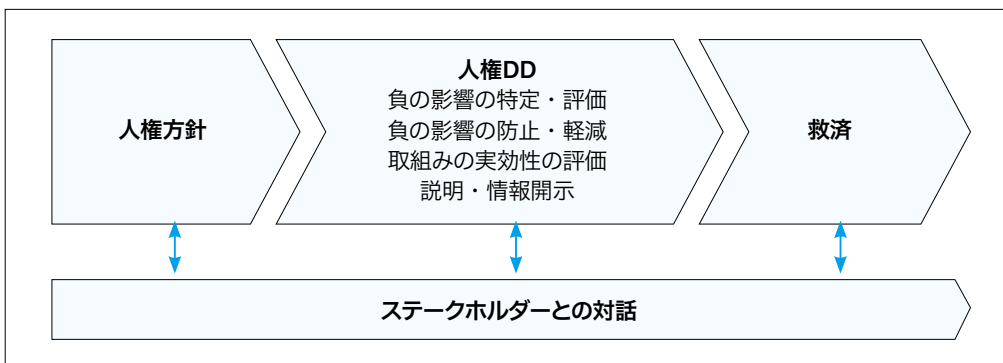 人権方針
人権DD
負の影響の特定・評価
負の影響の防止・軽減
取組みの実効性の評価
説明・情報開示
救済
ステークホルダーとの対話